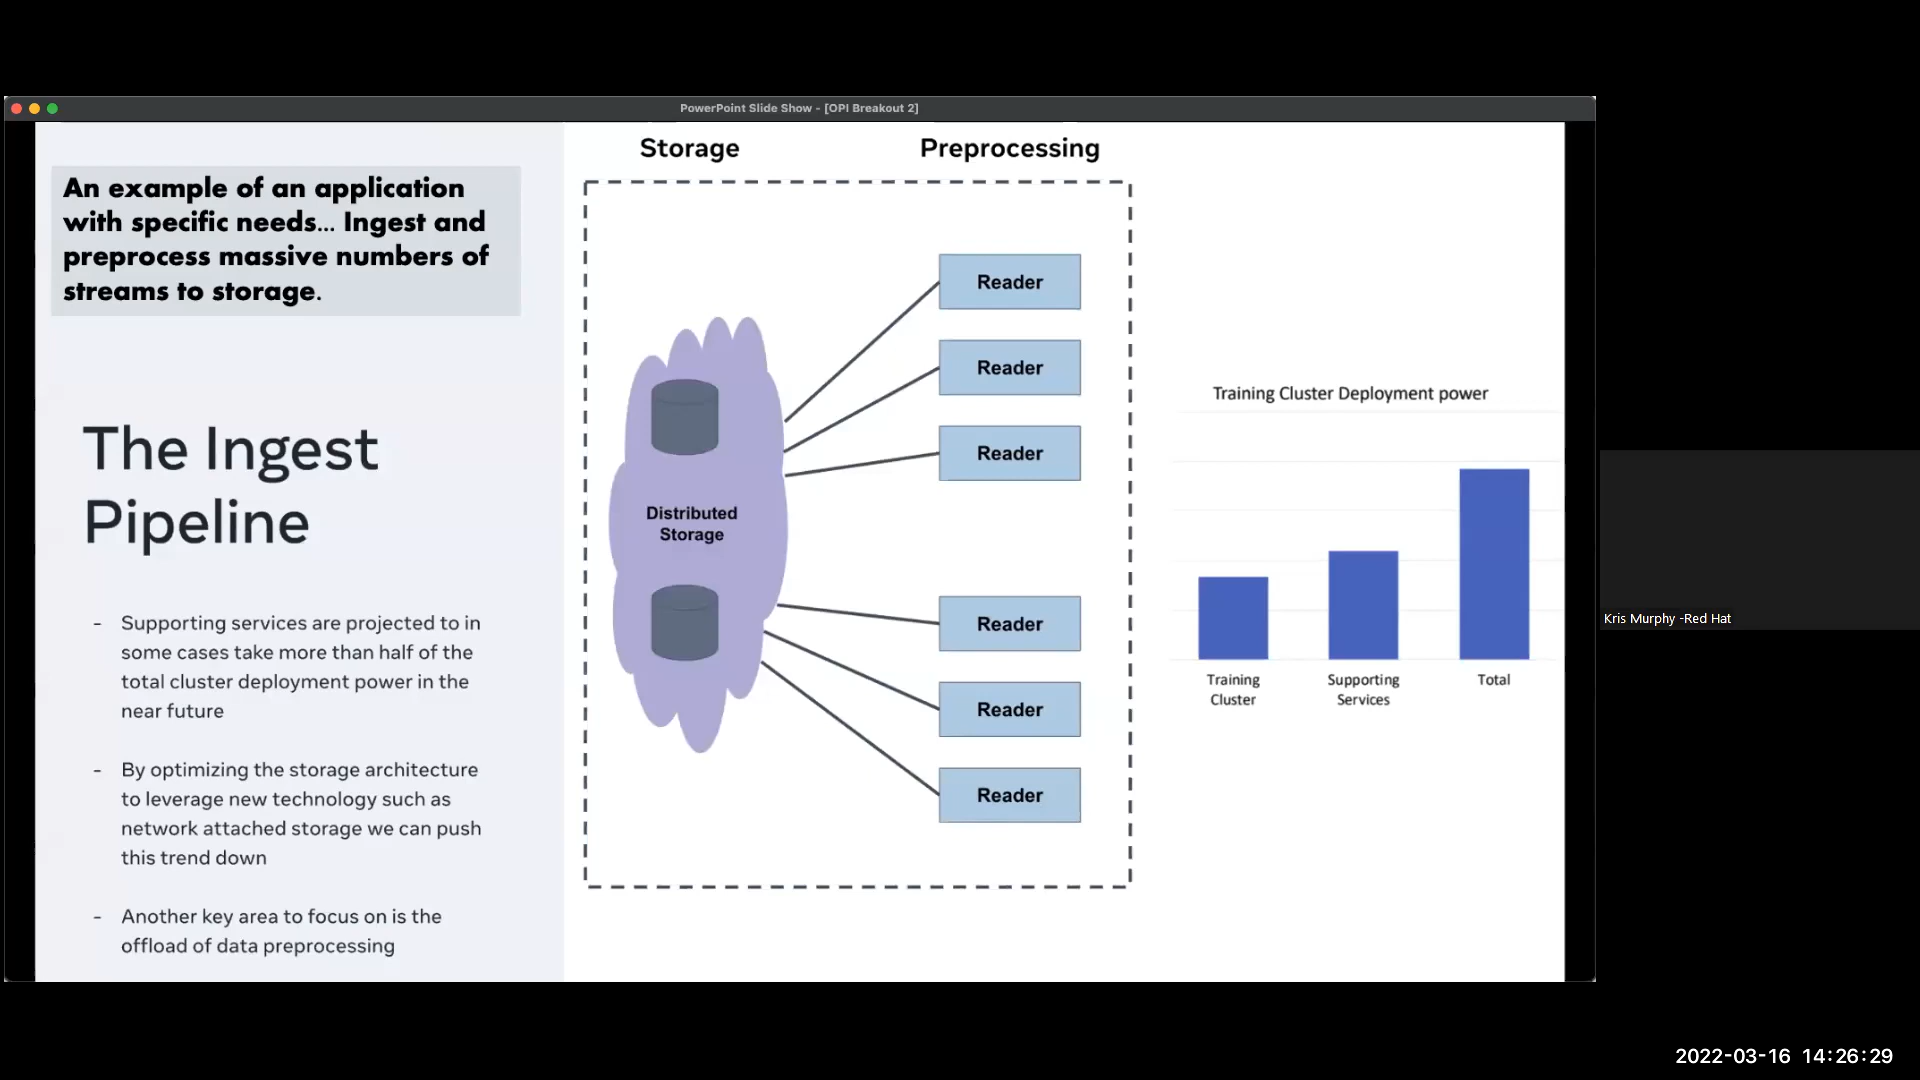 PowerPoint Slide Show - [OPI Breakout 2]
An example of an application
with specific needs... Ingest and
preprocess massive numbers of
streams to storage.
The Ingest
Pipeline
- Supporting services are projected to in
some cases take more than half of the
total cluster deployment power in the
near future
- By optimizing the storage architecture
to leverage new technology such as
network attached storage we can push
this trend down
- Another key area to focus on is the
offload of data preprocessing
Storage
Preprocessing
Distributed
Storage
Reader
Reader
Reader
Reader
Reader
Reader
Training Cluster Deployment power
Training
Cluster
Supporting
Services
Total
Kris Murphy -Red Hat
2022-03-16 14:26:29